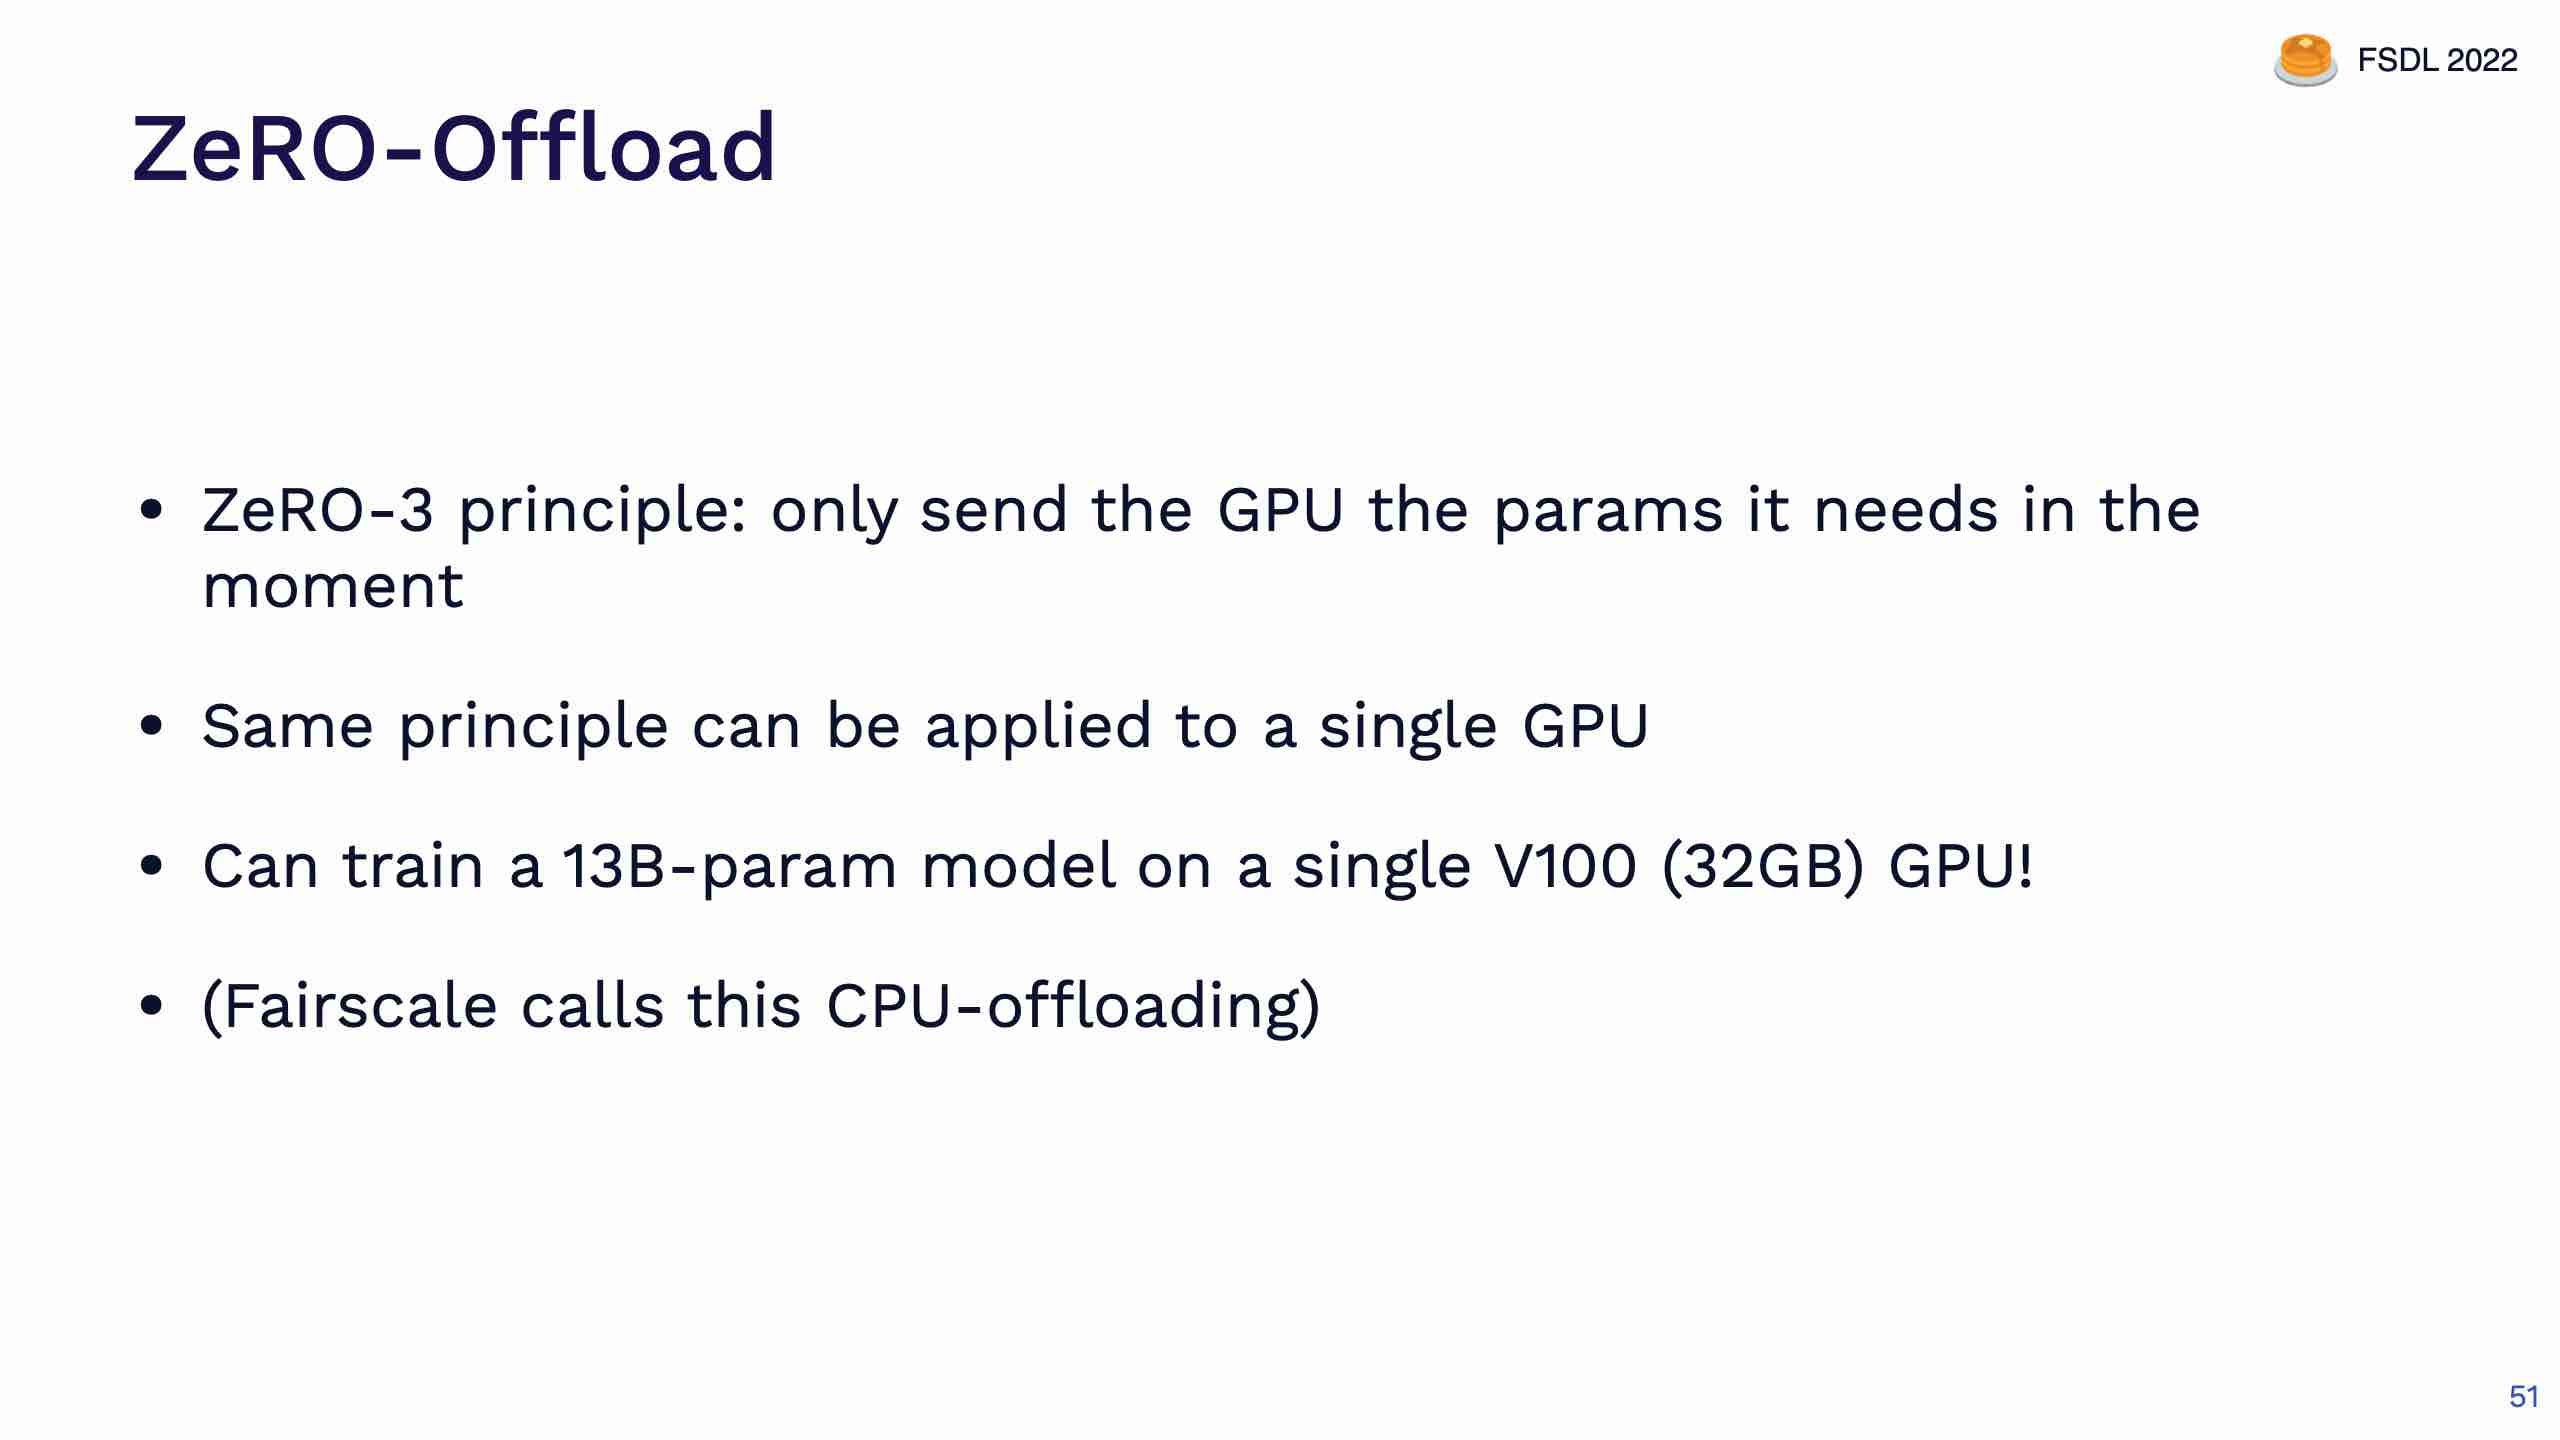 FSDL 2022
ZeRO-Offload
• ZeRO-3 principle: only send the GPU the params it needs in the
moment
• Same principle can be applied to a single GPU
• Can train a 13B-param model on a single V100 (32GB) GPU!
• (Fairscale calls this CPU-offloading)
51